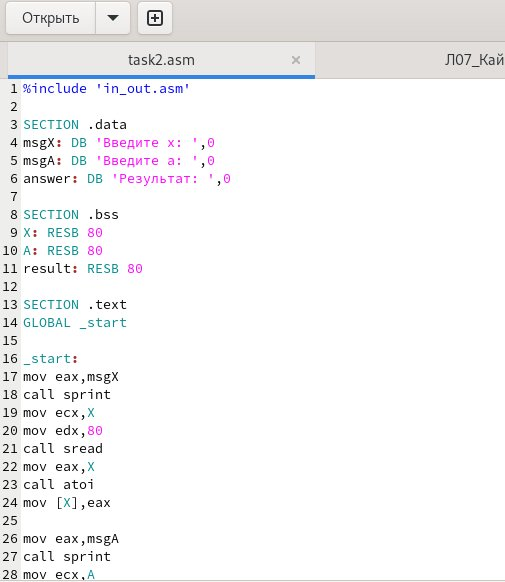 Открыть
task2.asm × Л07_Кай
1 %include 'in_out.asm'
2
3 SECTION .data
4 msgX: DB 'Введите x: ',0
5 msgA: DB 'Введите a: ',0
6 answer: DB 'Результат: ',0
7
8 SECTION .bss
9 X: RESB 80
10 A: RESB 80
11 result: RESB 80
12
13 SECTION .text
14 GLOBAL _start
15
16 _start:
17 mov eax,msgX
18 call sprint
19 mov ecx,X
20 mov edx,80
21 call sread
22 mov eax,X
23 call atoi
24 mov [X],eax
25
26 mov eax,msgA
27 call sprint
28 mov ecx,A